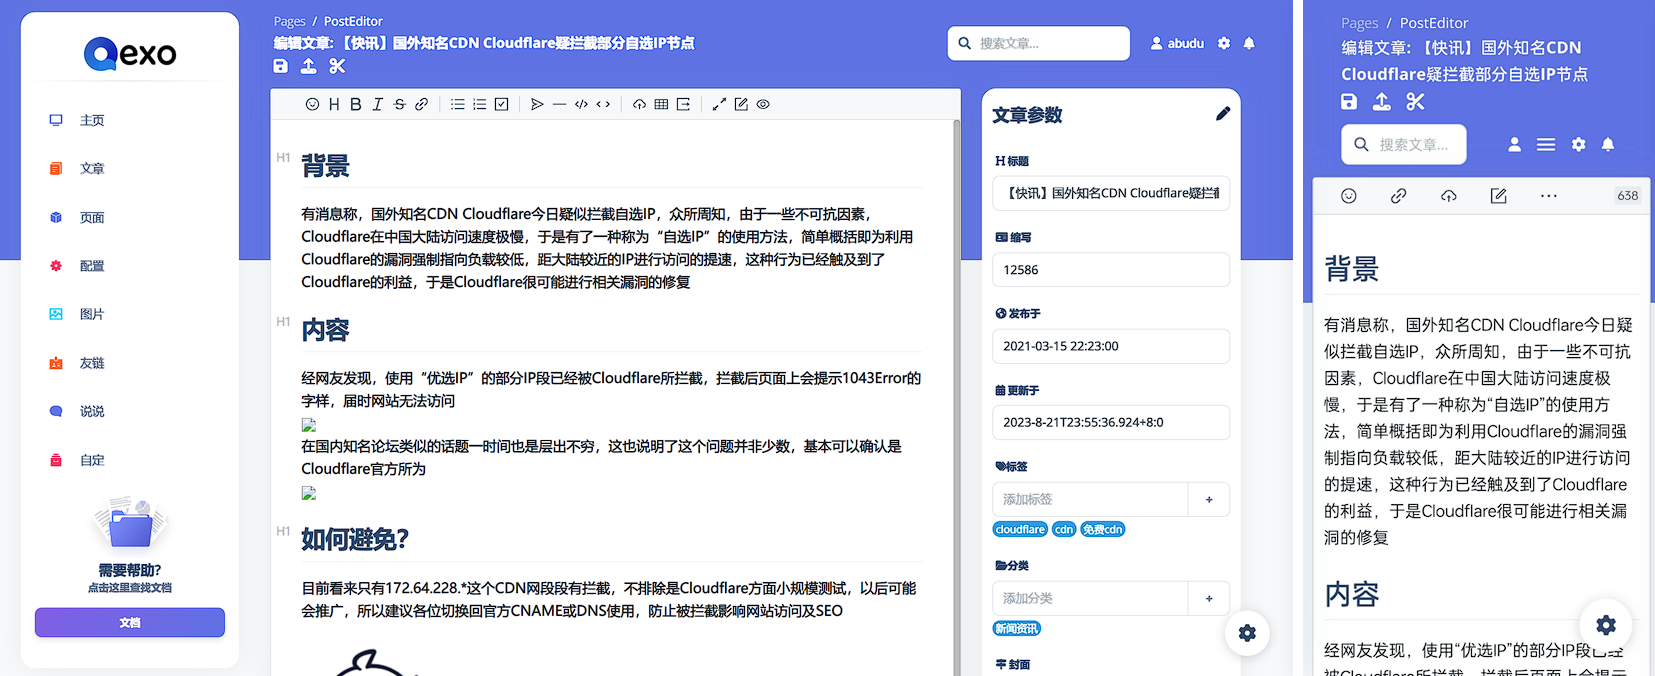 Qexo
主页
文章
页面
配置
图片
友链
说说
自定
需要帮助?
点击这里查找文档
文档
Pages / PostEditor
编辑文章: 【快讯】国外知名CDN Cloudflare疑拦截部分自选IP节点
搜索文章...
abudu
H1 背景
有消息称，国外知名CDN Cloudflare今日疑似拦截自选IP，众所周知，由于一些不可抗因素，
Cloudflare在中国大陆访问速度极慢，于是有了一种称为“自选IP”的使用方法，简单概括即为利用
Cloudflare的漏洞强制指向负载较低，距大陆较近的IP进行访问的提速，这种行为已经触及到了
Cloudflare的利益，于是Cloudflare很可能进行相关漏洞的修复
H1 内容
经网友发现，使用“优选IP”的部分IP段已经被Cloudflare所拦截，拦截后页面上会提示1043Error的
字样，届时网站无法访问
在国内知名论坛类似的话题一时间也是层出不穷，这也说明了这个问题并非少数，基本可以确认是
Cloudflare官方所为
H1 如何避免？
目前看来只有172.64.228.*这个CDN网段段有拦截，不排除是Cloudflare方面小规模测试，以后可能
会推广，所以建议各位切换回官方CNAME或DNS使用，防止被拦截影响网站访问及SEO
文章参数
标题
【快讯】国外知名CDN Cloudflare疑拦截
缩写
12586
发布于
2021-03-15 22:23:00
更新于
2023-8-21T23:55:36.924+8:0
标签
添加标签 +
cloudflare cdn 免费cdn
分类
添加分类 +
新闻资讯
封面
Pages / PostEditor
编辑文章: 【快讯】国外知名CDN
Cloudflare疑拦截部分自选IP节点
搜索文章...
638
背景
有消息称，国外知名CDN Cloudflare今日疑
似拦截自选IP，众所周知，由于一些不可抗
因素，Cloudflare在中国大陆访问速度极
慢，于是有了一种称为“自选IP”的使用方
法，简单概括即为利用Cloudflare的漏洞强
制指向负载较低，距大陆较近的IP进行访问
的提速，这种行为已经触及到了Cloudflare
的利益，于是Cloudflare很可能进行相关漏
洞的修复
内容
经网友发现，使用“优选IP”的部分IP段已经
被Cloudflare所拦截，拦截后页面上会提示